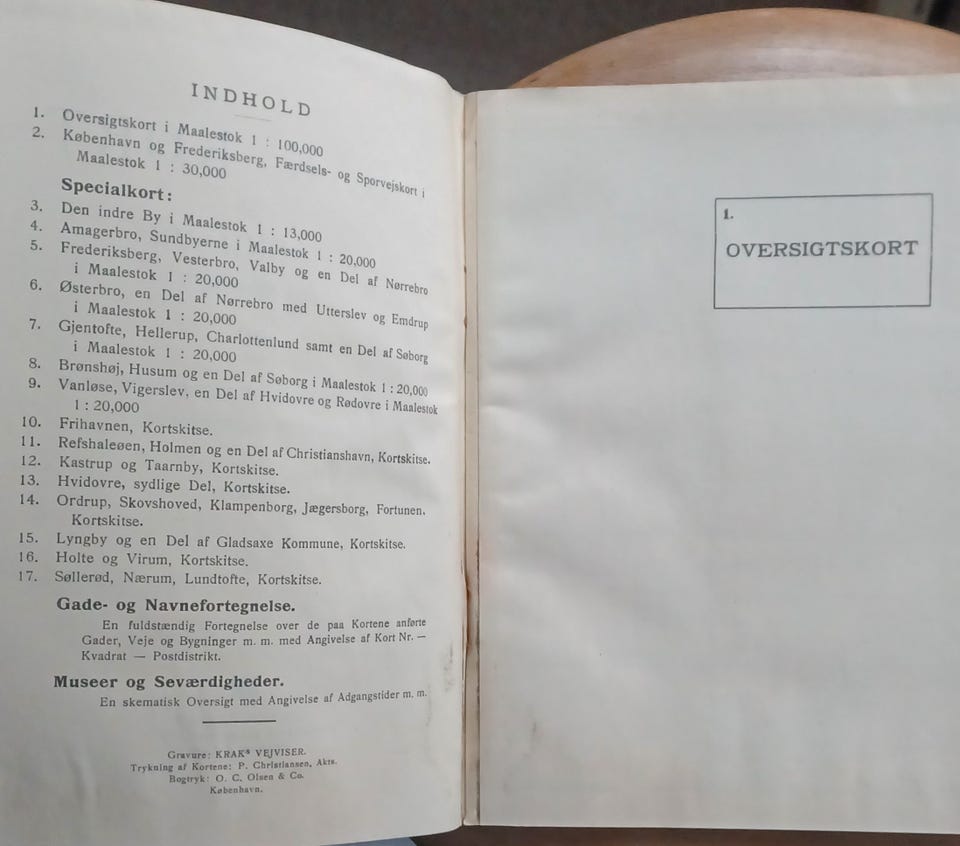 INDHOLD
1. Oversigtskort i Maalestok 1 : 100,000
2. København og Frederiksberg, Færdsels- og Sporvejskort i
Maalestok 1 : 30,000
Specialkort:
3. Den indre By i Maalestok 1 : 13,000
4. Amagerbro, Sundbyerne i Maalestok 1 : 20,000
5. Frederiksberg, Vesterbro, Valby og en Del af Nørrebro
i Maalestok 1 : 20,000
6. Østerbro, en Del af Nørrebro med Utterslev og Emdrup
i Maalestok 1 : 20,000
7. Gjentofte, Hellerup, Charlottenlund samt en Del af Søborg
i Maalestok 1 : 20,000
8. Brønshøj, Husum og en Del af Søborg i Maalestok 1 : 20,000
9. Vanløse, Vigerslev, en Del af Hvidovre og Rødovre i Maalestok
1 : 20,000
10. Frihavnen, Kortskitse.
11. Refshaleøen, Holmen og en Del af Christianshavn, Kortskitse.
12. Kastrup og Taarnby, Kortskitse.
13. Hvidovre, sydlige Del, Kortskitse.
14. Ordrup, Skovshoved, Klampenborg, Jægersborg, Fortunen.
Kortskitse.
15. Lyngby og en Del af Gladsaxe Kommune, Kortskitse.
16. Holte og Virum, Kortskitse.
17. Søllerød, Nærum, Lundtofte, Kortskitse.
Gade- og Navnefortegnelse.
En fuldstændig Fortegnelse over de paa Kortene anførte
Gader, Veje og Bygninger m. m. med Angivelse af Kort Nr. —
Kvadrat — Postdistrikt.
Museer og Seværdigheder.
En skematisk Oversigt med Angivelse af Adgangstider m. m.
Gravure: KRAKs VEJVISER.
Trykning af Kortene: P. Christiansen, Akts.
Bogtryk: O. C. Olsen & Co.
København.
1.
OVERSIGTSKORT